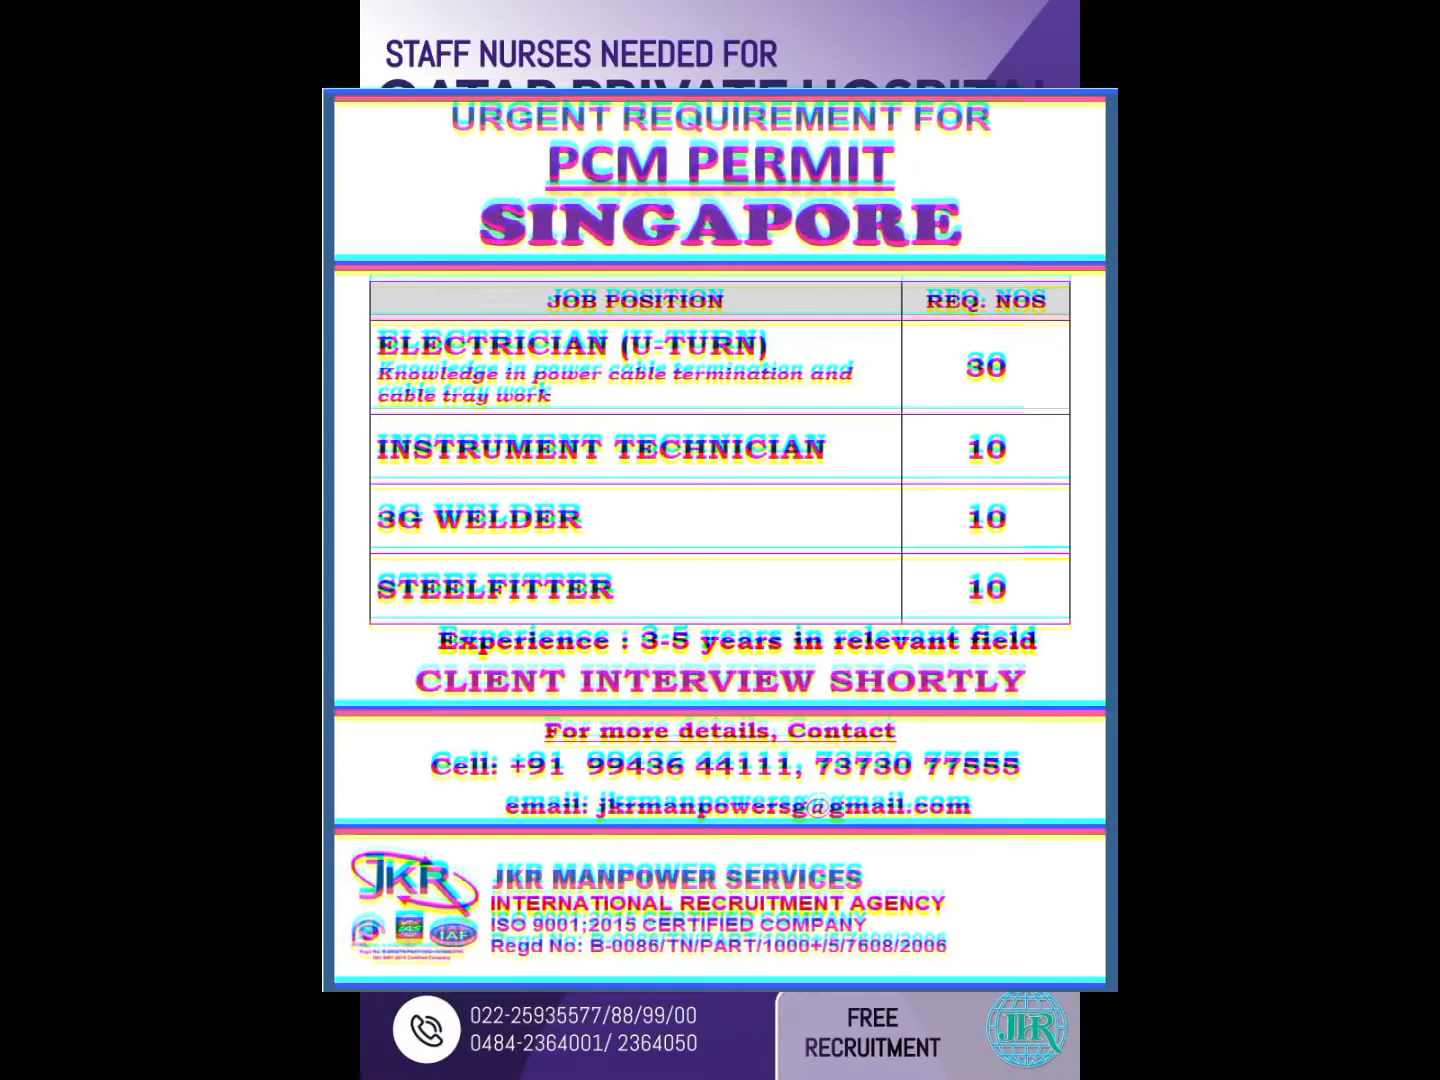 STAFF NURSES NEEDED FOR
QATAR PRIVATE HOSPITAL
URGENT REQUIREMENT FOR
PCM PERMIT
SINGAPORE
JOB POSITION REQ. NOS
ELECTRICIAN (U-TURN)
Knowledge in power cable termination and
cable tray work
30
INSTRUMENT TECHNICIAN 10
3G WELDER 10
STEELFITTER 10
Experience : 3-5 years in relevant field
CLIENT INTERVIEW SHORTLY
For more details, Contact
Cell: +91 99436 44111, 73730 77555
email: jkrmanpowersg@gmail.com
JKR
IAF
JKR MANPOWER SERVICES
INTERNATIONAL RECRUITMENT AGENCY
ISO 9001;2015 CERTIFIED COMPANY
Regd No: B-0086/TN/PART/1000+/5/7608/2006
022-25935577/88/99/00
0484-2364001/ 2364050
FREE
RECRUITMENT